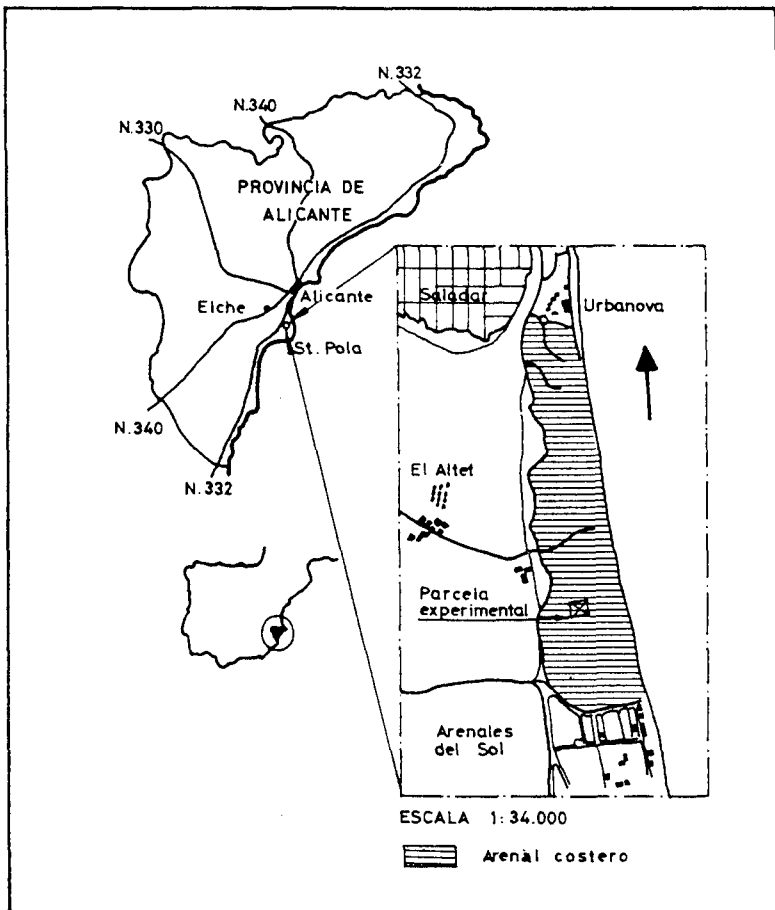 N.332
N.340
N.330
PROVINCIA DE
ALICANTE
Elche
Alicante
St. Pola
N.340
N.332
Saladar
Urbanova
El Altet
Parcela
experimental
Arenales
del Sol
ESCALA 1:34.000
Arenal costero